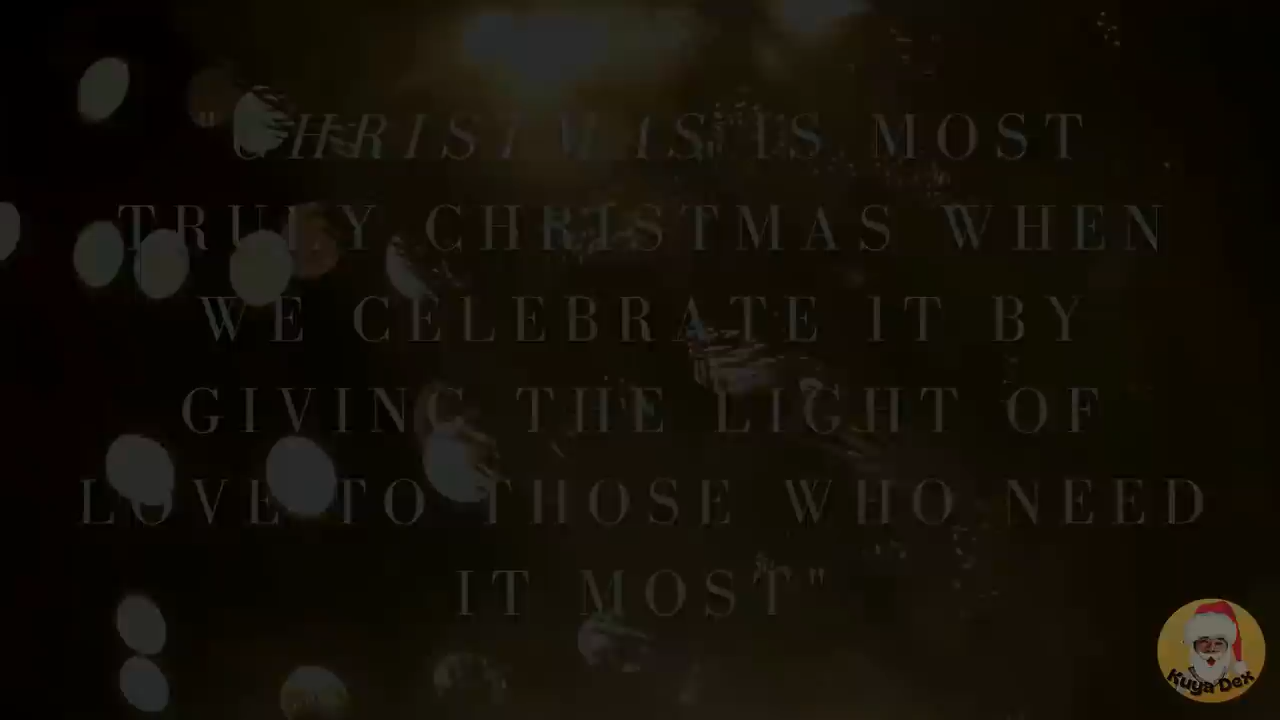 "CHRISTMAS" IS MOST
TRULY CHRISTMAS WHEN
WE CELEBRATE IT BY
GIVING THE LIGHT OF
LOVE TO THOSE WHO NEED
IT MOST"
Kuya Dex